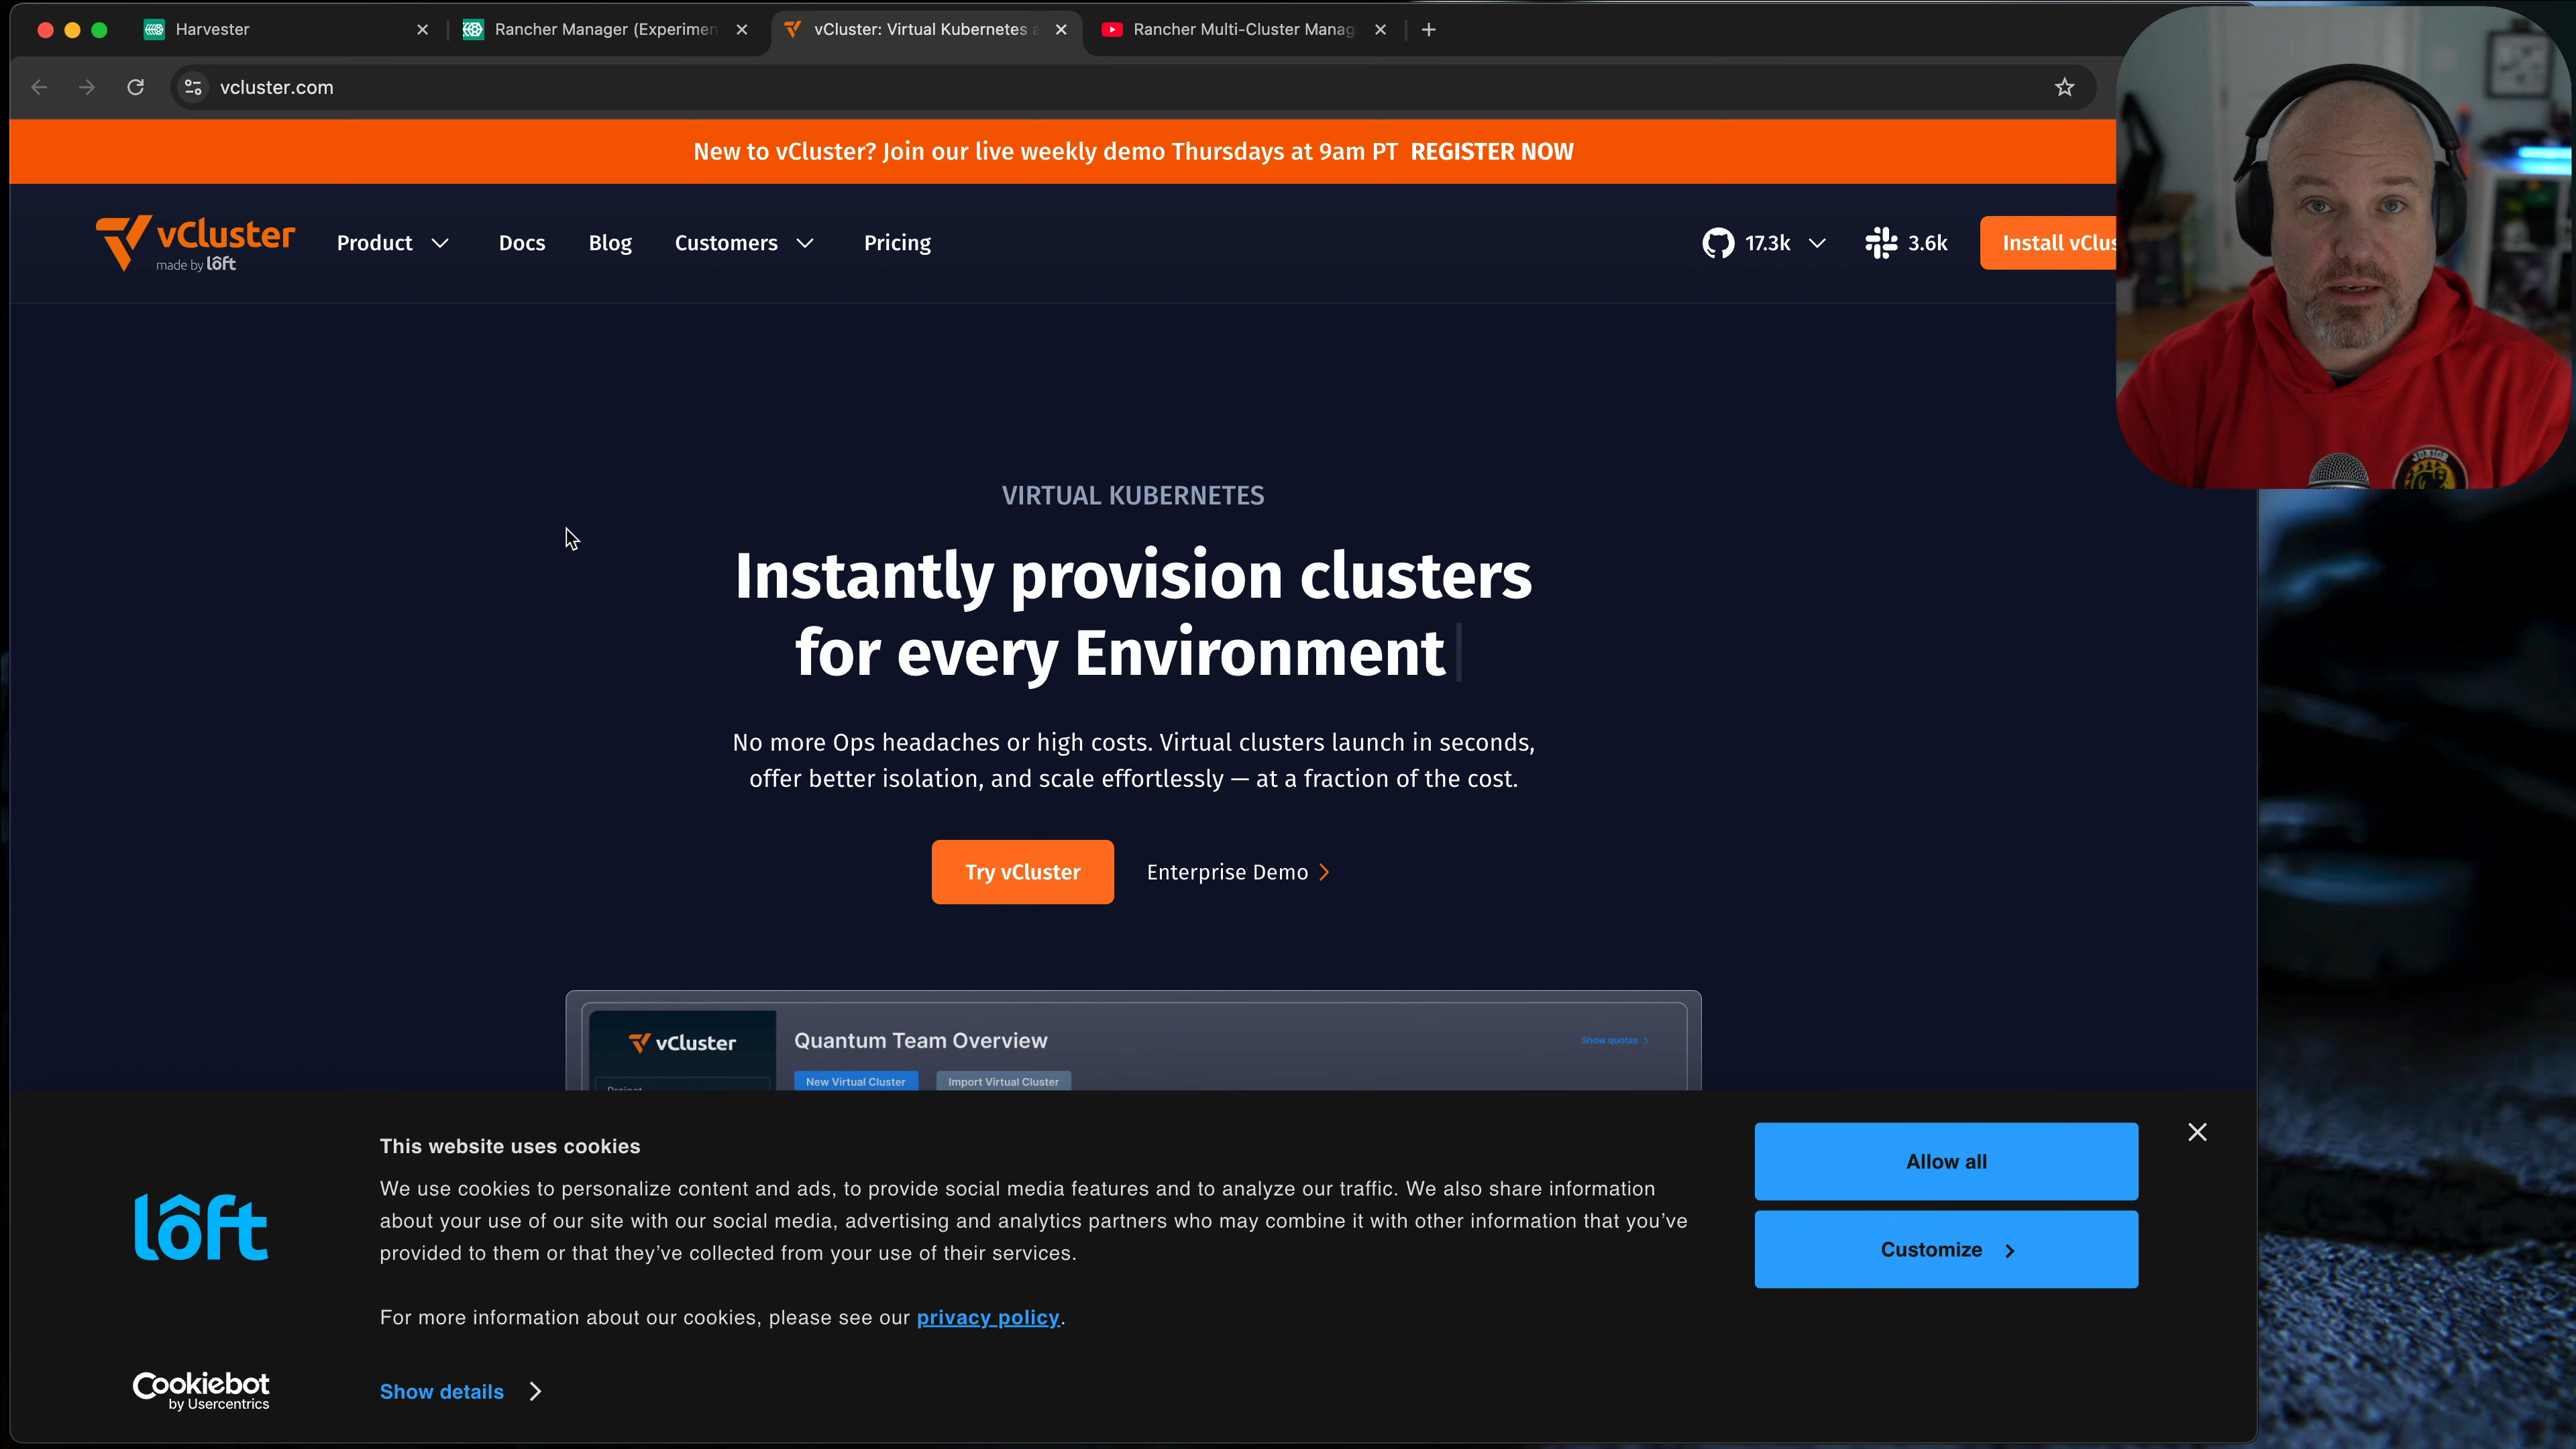 Harvester
Rancher Manager (Experimen
vCluster: Virtual Kubernetes a
Rancher Multi-Cluster Manag
vcluster.com
New to vCluster? Join our live weekly demo Thursdays at 9am PT REGISTER NOW
vCluster
made by lôft
Product
Docs
Blog
Customers
Pricing
17.3k
3.6k
Install vClus
JUNIOR
VIRTUAL KUBERNETES
Instantly provision clusters
for every Environment
No more Ops headaches or high costs. Virtual clusters launch in seconds,
offer better isolation, and scale effortlessly — at a fraction of the cost.
Try vCluster
Enterprise Demo
vCluster
Quantum Team Overview
Show quotas
Project
New Virtual Cluster
Import Virtual Cluster
lôft
This website uses cookies
We use cookies to personalize content and ads, to provide social media features and to analyze our traffic. We also share information
about your use of our site with our social media, advertising and analytics partners who may combine it with other information that you've
provided to them or that they've collected from your use of their services.
For more information about our cookies, please see our privacy policy.
Allow all
Customize
Cookiebot
by Usercentrics
Show details